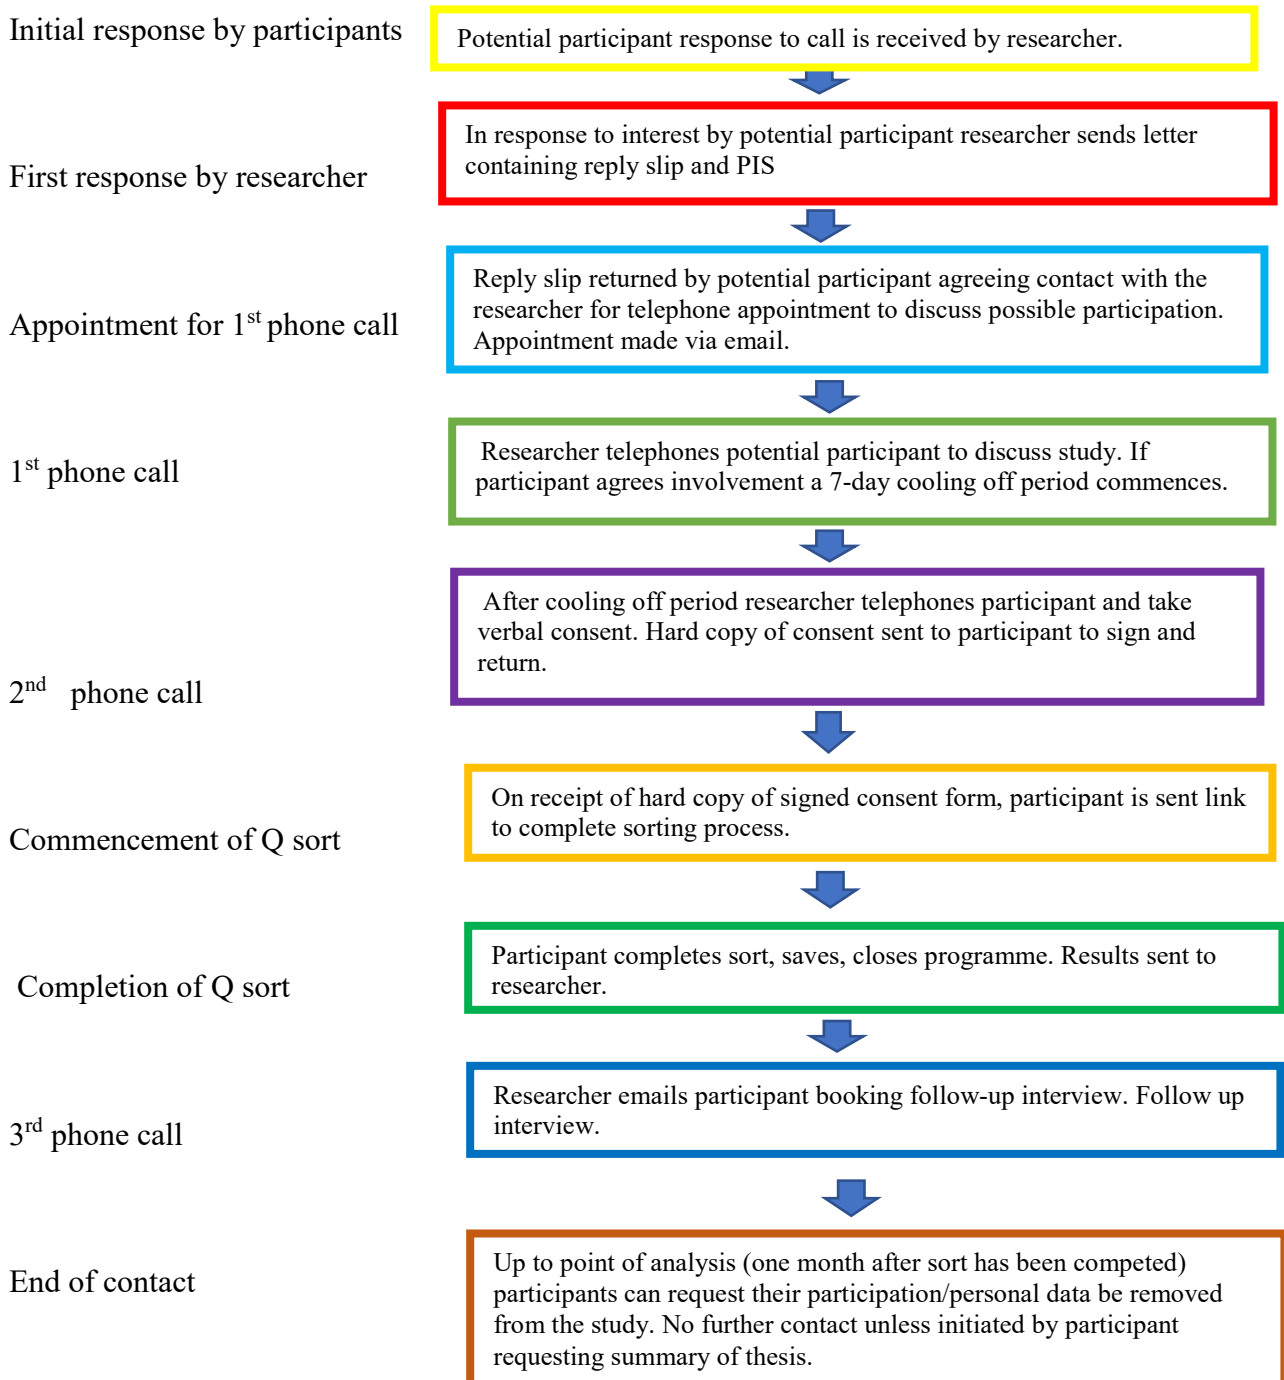 Initial response by participants
Potential participant response to call is received by researcher.
First response by researcher
In response to interest by potential participant researcher sends letter
containing reply slip and PIS
Appointment for 1st phone call
Reply slip returned by potential participant agreeing contact with the
researcher for telephone appointment to discuss possible participation.
Appointment made via email.
1st phone call
Researcher telephones potential participant to discuss study. If
participant agrees involvement a 7-day cooling off period commences.
2nd phone call
After cooling off period researcher telephones participant and take
verbal consent. Hard copy of consent sent to participant to sign and
return.
Commencement of Q sort
On receipt of hard copy of signed consent form, participant is sent link
to complete sorting process.
Completion of Q sort
Participant completes sort, saves, closes programme. Results sent to
researcher.
3rd phone call
Researcher emails participant booking follow-up interview. Follow up
interview.
End of contact
Up to point of analysis (one month after sort has been competed)
participants can request their participation/personal data be removed
from the study. No further contact unless initiated by participant
requesting summary of thesis.